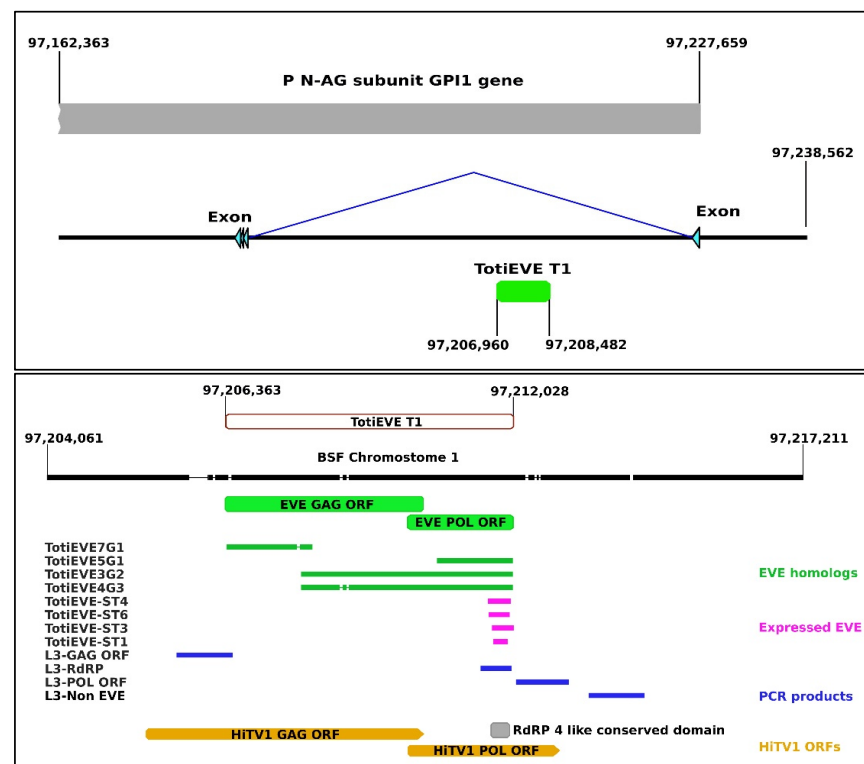 97,162,363
97,227,659
P N-AG subunit GPI1 gene
97,238,562
Exon
Exon
TotiEVE T1
97,206,960
97,208,482
97,206,363
97,212,028
TotiEVE T1
97,204,061
97,217,211
BSF Chromostome 1
EVE GAG ORF
EVE POL ORF
TotiEVE7G1
TotiEVE5G1
TotiEVE3G2
EVE homologs
TotiEVE4G3
TotiEVE-ST4
TotiEVE-ST6
TotiEVE-ST3
Expressed EVE
TotiEVE-ST1
L3-GAG ORF
L3-RdRP
L3-POL ORF
L3-Non EVE
PCR products
HiTV1 GAG ORF
RdRP 4 like conserved domain
HiTV1 POL ORF
HiTV1 ORFs